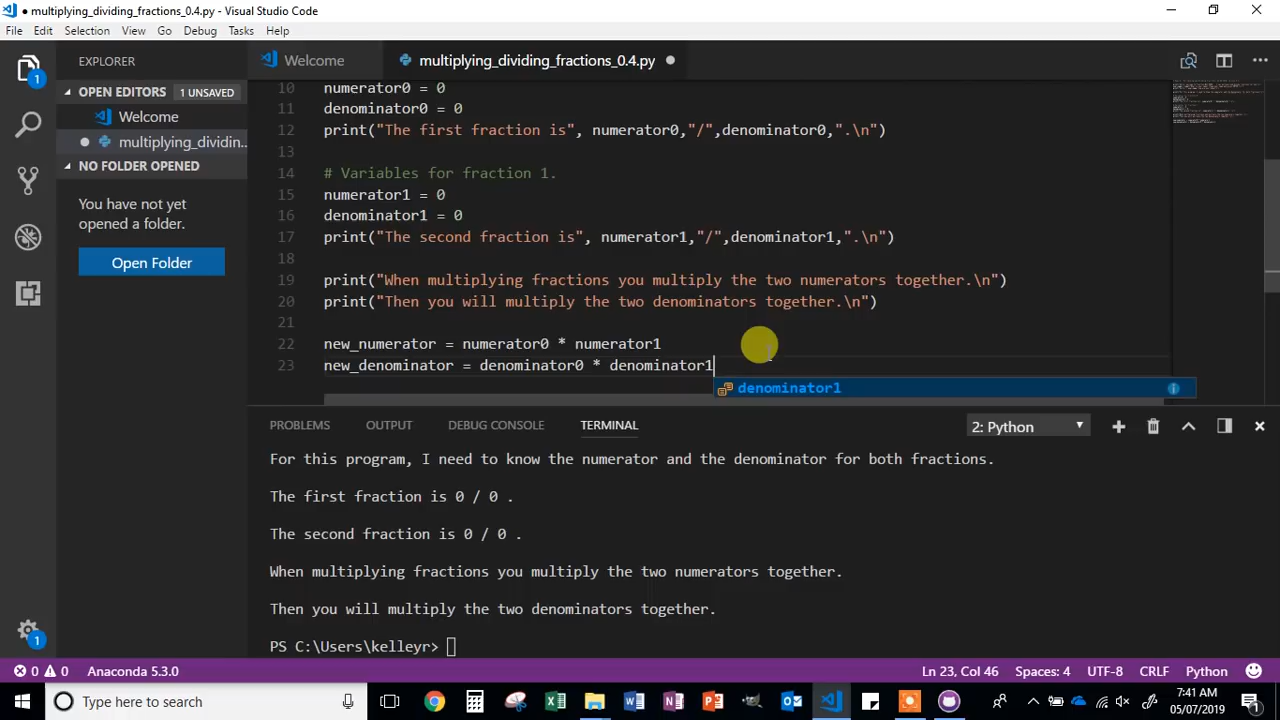 • multiplying_dividing_fractions_0.4.py - Visual Studio Code
File Edit Selection View Go Debug Tasks Help
EXPLORER
Welcome
multiplying_dividing_fractions_0.4.py
1
OPEN EDITORS 1 UNSAVED
Welcome
multiplying_dividin...
NO FOLDER OPENED
You have not yet
opened a folder.
Open Folder
10 numerator0 = 0
11 denominator0 = 0
12 print("The first fraction is", numerator0,"/",denominator0,".\n")
13
14 # Variables for fraction 1.
15 numerator1 = 0
16 denominator1 = 0
17 print("The second fraction is", numerator1,"/",denominator1,".\n")
18
19 print("When multiplying fractions you multiply the two numerators together.\n")
20 print("Then you will multiply the two denominators together.\n")
21
22 new_numerator = numerator0 * numerator1
23 new_denominator = denominator0 * denominator1
denominator1
PROBLEMS OUTPUT DEBUG CONSOLE TERMINAL 2: Python
For this program, I need to know the numerator and the denominator for both fractions.
The first fraction is 0 / 0 .
The second fraction is 0 / 0 .
When multiplying fractions you multiply the two numerators together.
Then you will multiply the two denominators together.
PS C:\Users\kelleyr>
1
0 0 Anaconda 5.3.0 Ln 23, Col 46 Spaces: 4 UTF-8 CRLF Python
Type here to search
7:41 AM
05/07/2019
1